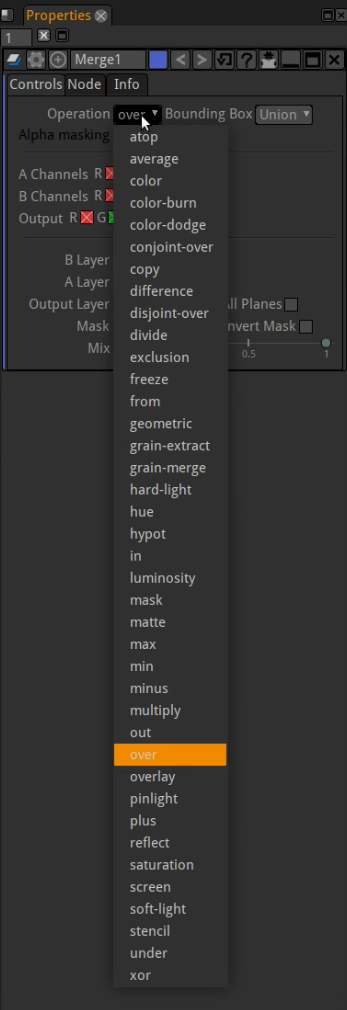 Properties
1
Merge1
Controls Node Info
Operation over Bounding Box Union
Alpha masking
atop
average
color
A Channels R
color-burn
B Channels R
color-dodge
Output R G
conjoint-over
copy
B Layer
difference
A Layer
disjoint-over
Output Layer All Planes
divide
Mask Invert Mask
exclusion
Mix 0.5 1
freeze
from
geometric
grain-extract
grain-merge
hard-light
hue
hypot
in
luminosity
mask
matte
max
min
minus
multiply
out
over
overlay
pinlight
plus
reflect
saturation
screen
soft-light
stencil
under
xor